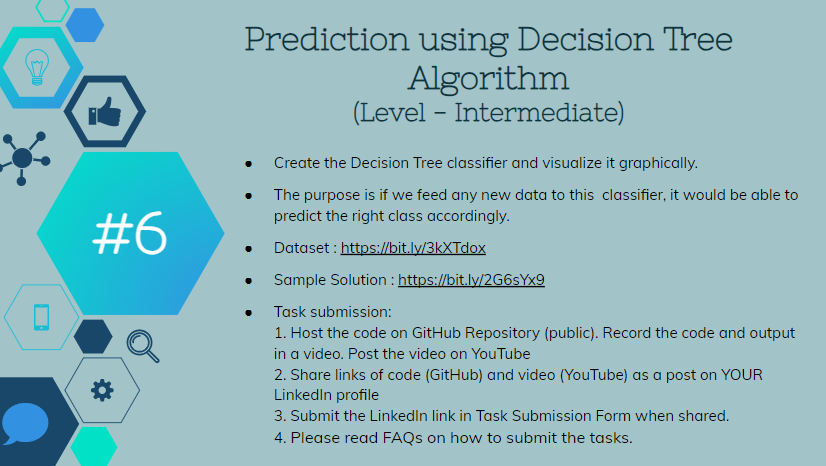 Prediction using Decision Tree
Algorithm
(Level - Intermediate)
#6
● Create the Decision Tree classifier and visualize it graphically.
● The purpose is if we feed any new data to this classifier, it would be able to
predict the right class accordingly.
● Dataset : https://bit.ly/3kXTdox
● Sample Solution : https://bit.ly/2G6sYx9
● Task submission:
1. Host the code on GitHub Repository (public). Record the code and output
in a video. Post the video on YouTube
2. Share links of code (GitHub) and video (YouTube) as a post on YOUR
LinkedIn profile
3. Submit the LinkedIn link in Task Submission Form when shared.
4. Please read FAQs on how to submit the tasks.